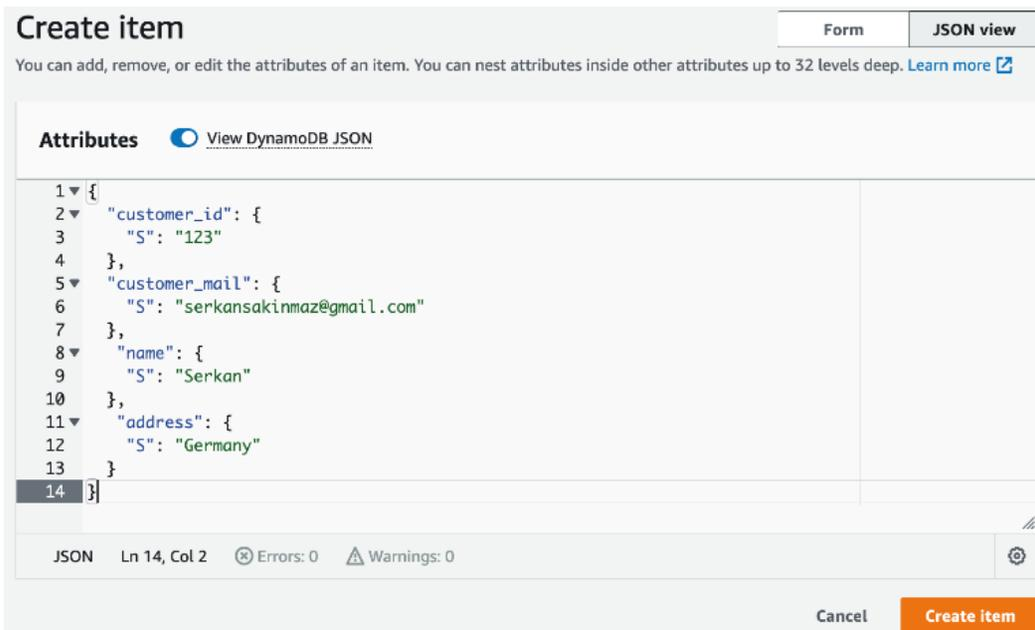 Create item
Form
JSON view
You can add, remove, or edit the attributes of an item. You can nest attributes inside other attributes up to 32 levels deep. Learn more
Attributes
View DynamoDB JSON
1 {
2 "customer_id": {
3 "S": "123"
4 },
5 "customer_mail": {
6 "S": "serkansakinmaz@gmail.com"
7 },
8 "name": {
9 "S": "Serkan"
10 },
11 "address": {
12 "S": "Germany"
13 }
14 }
JSON Ln 14, Col 2 Errors: 0 Warnings: 0
Cancel
Create item